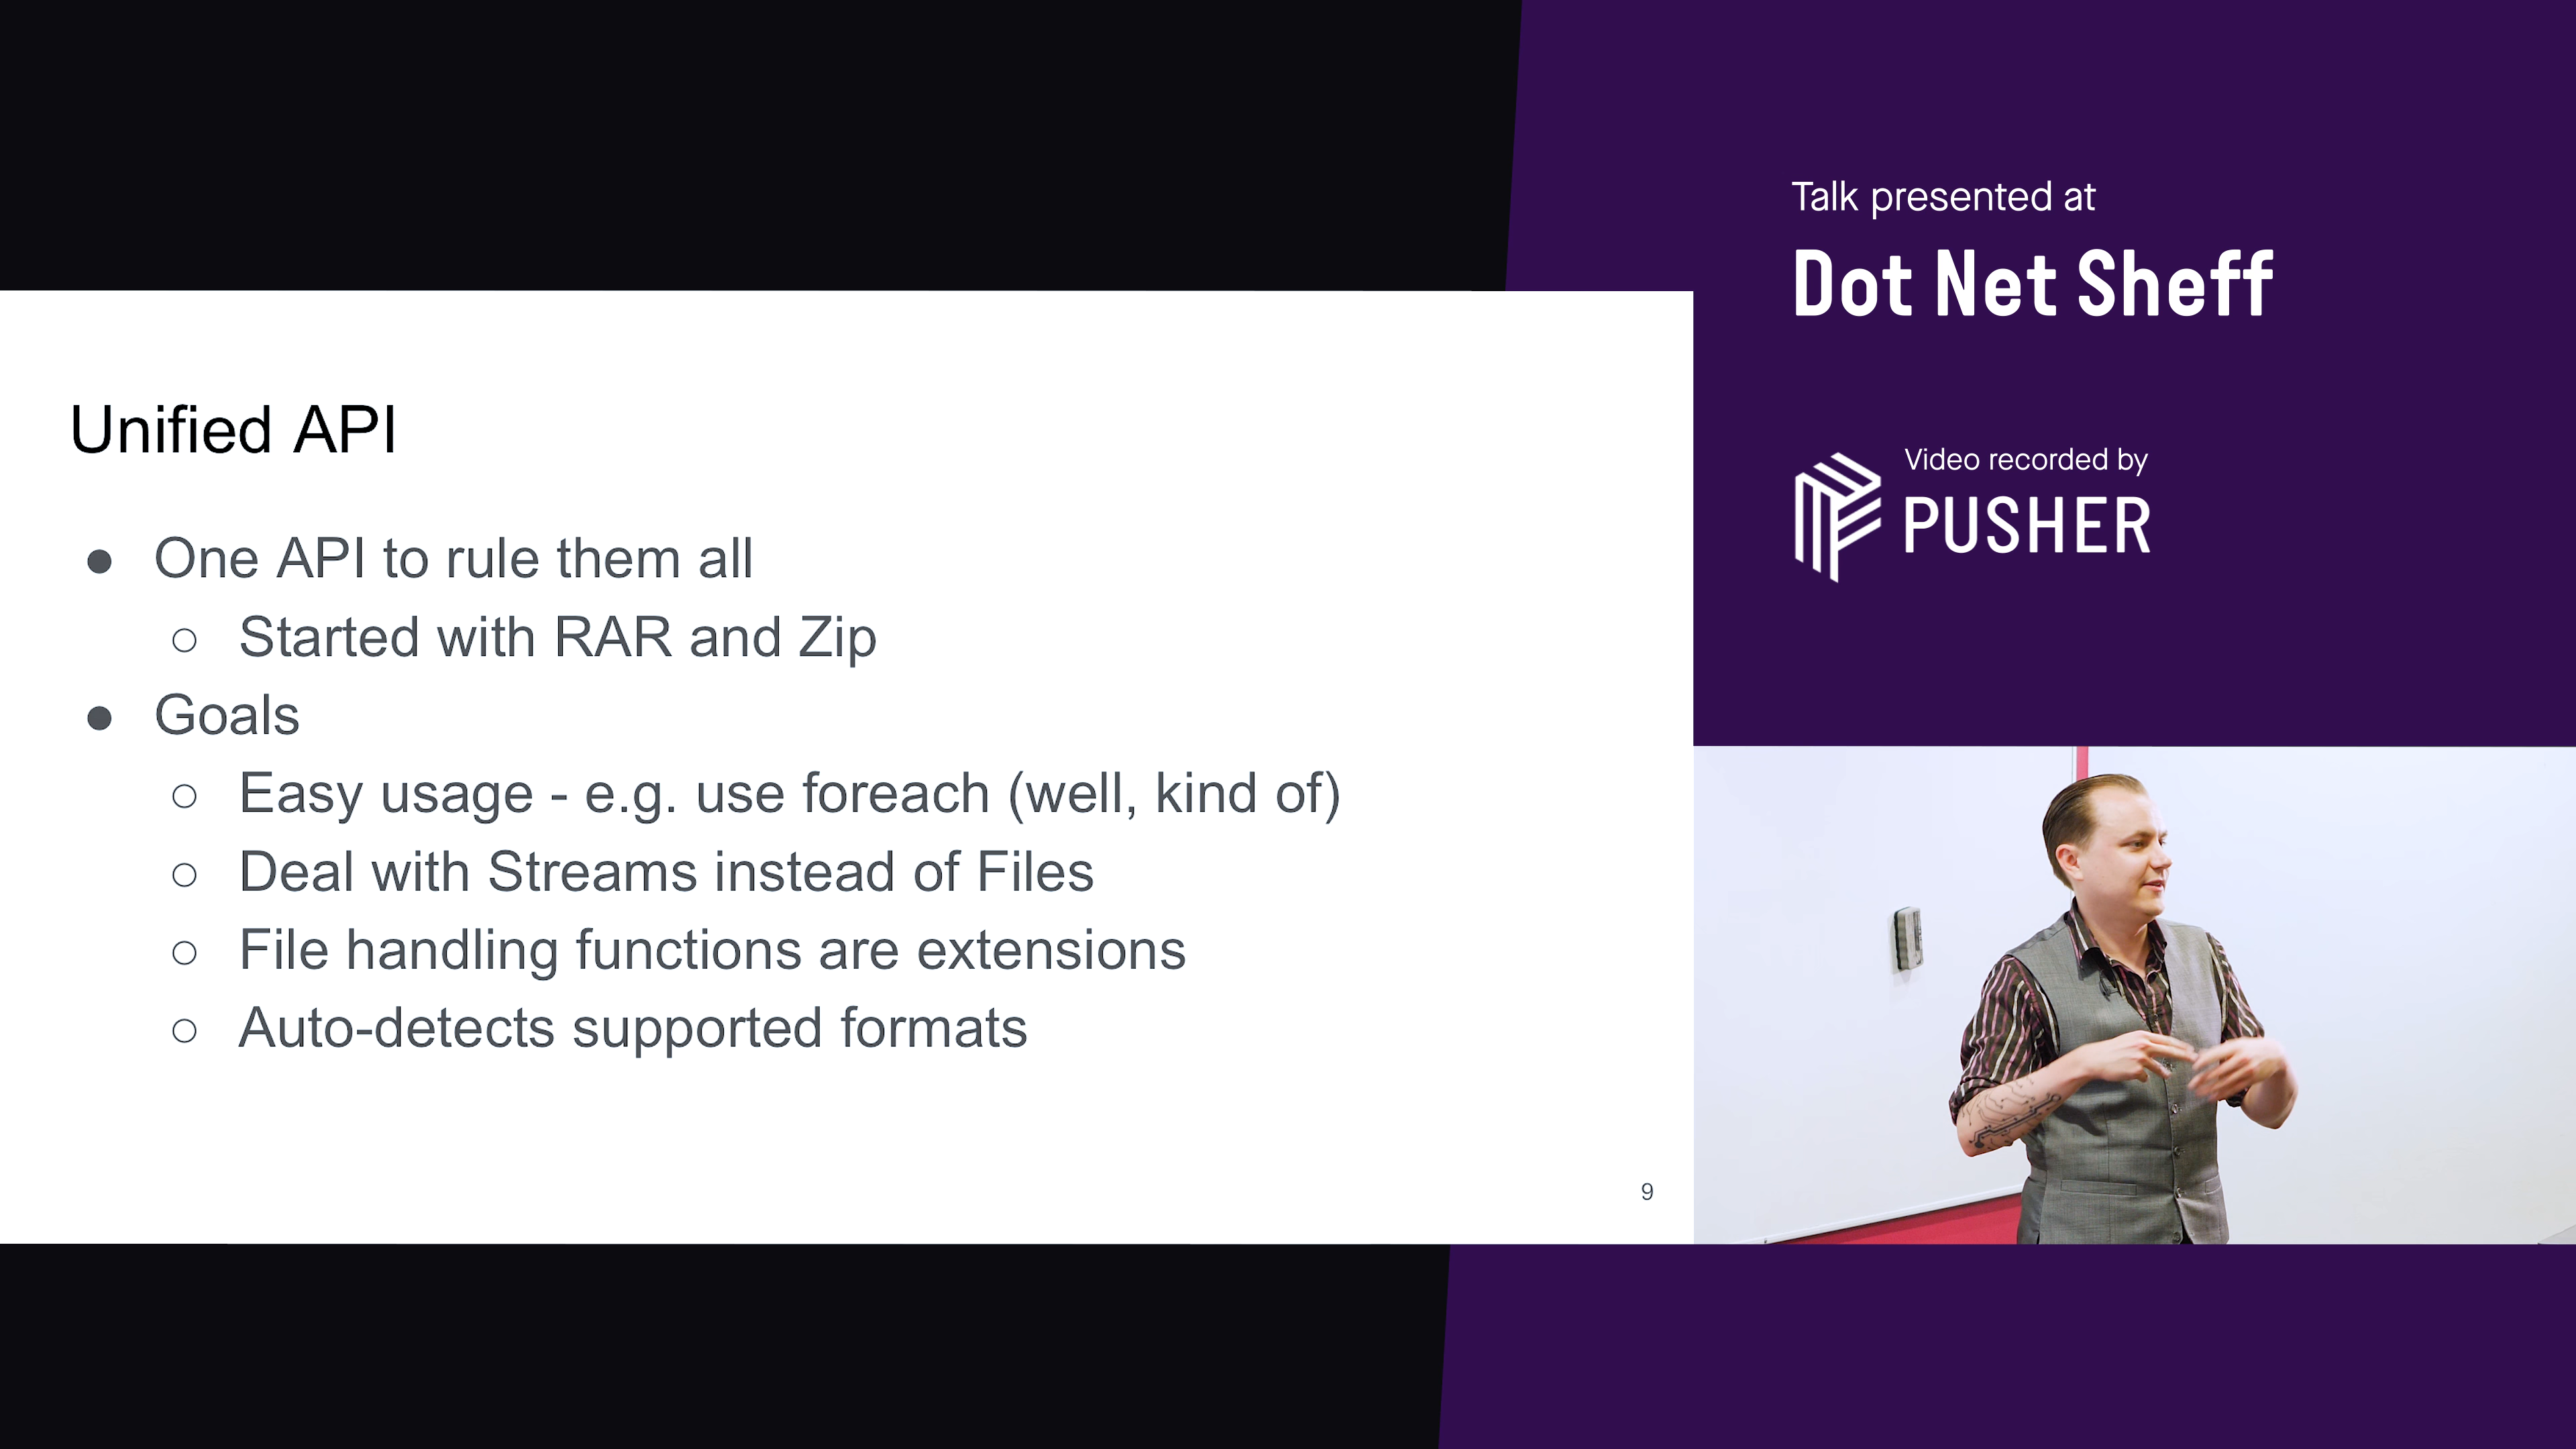 Talk presented at
Dot Net Sheff
Video recorded by
PUSHER
Unified API
● One API to rule them all
○ Started with RAR and Zip
● Goals
○ Easy usage - e.g. use foreach (well, kind of)
○ Deal with Streams instead of Files
○ File handling functions are extensions
○ Auto-detects supported formats
9